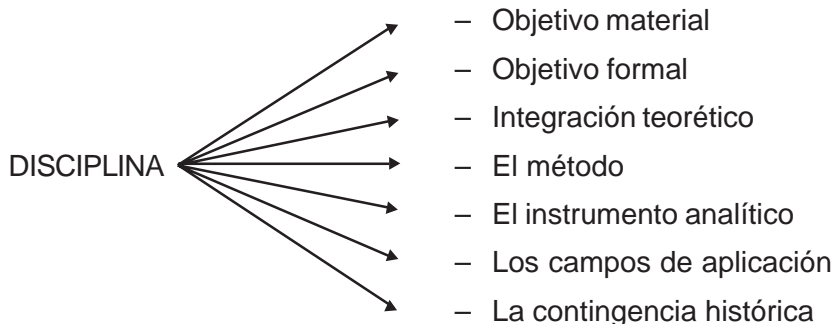 – Objetivo material
– Objetivo formal
– Integración teorético
DISCIPLINA
– El método
– El instrumento analítico
– Los campos de aplicación
– La contingencia histórica